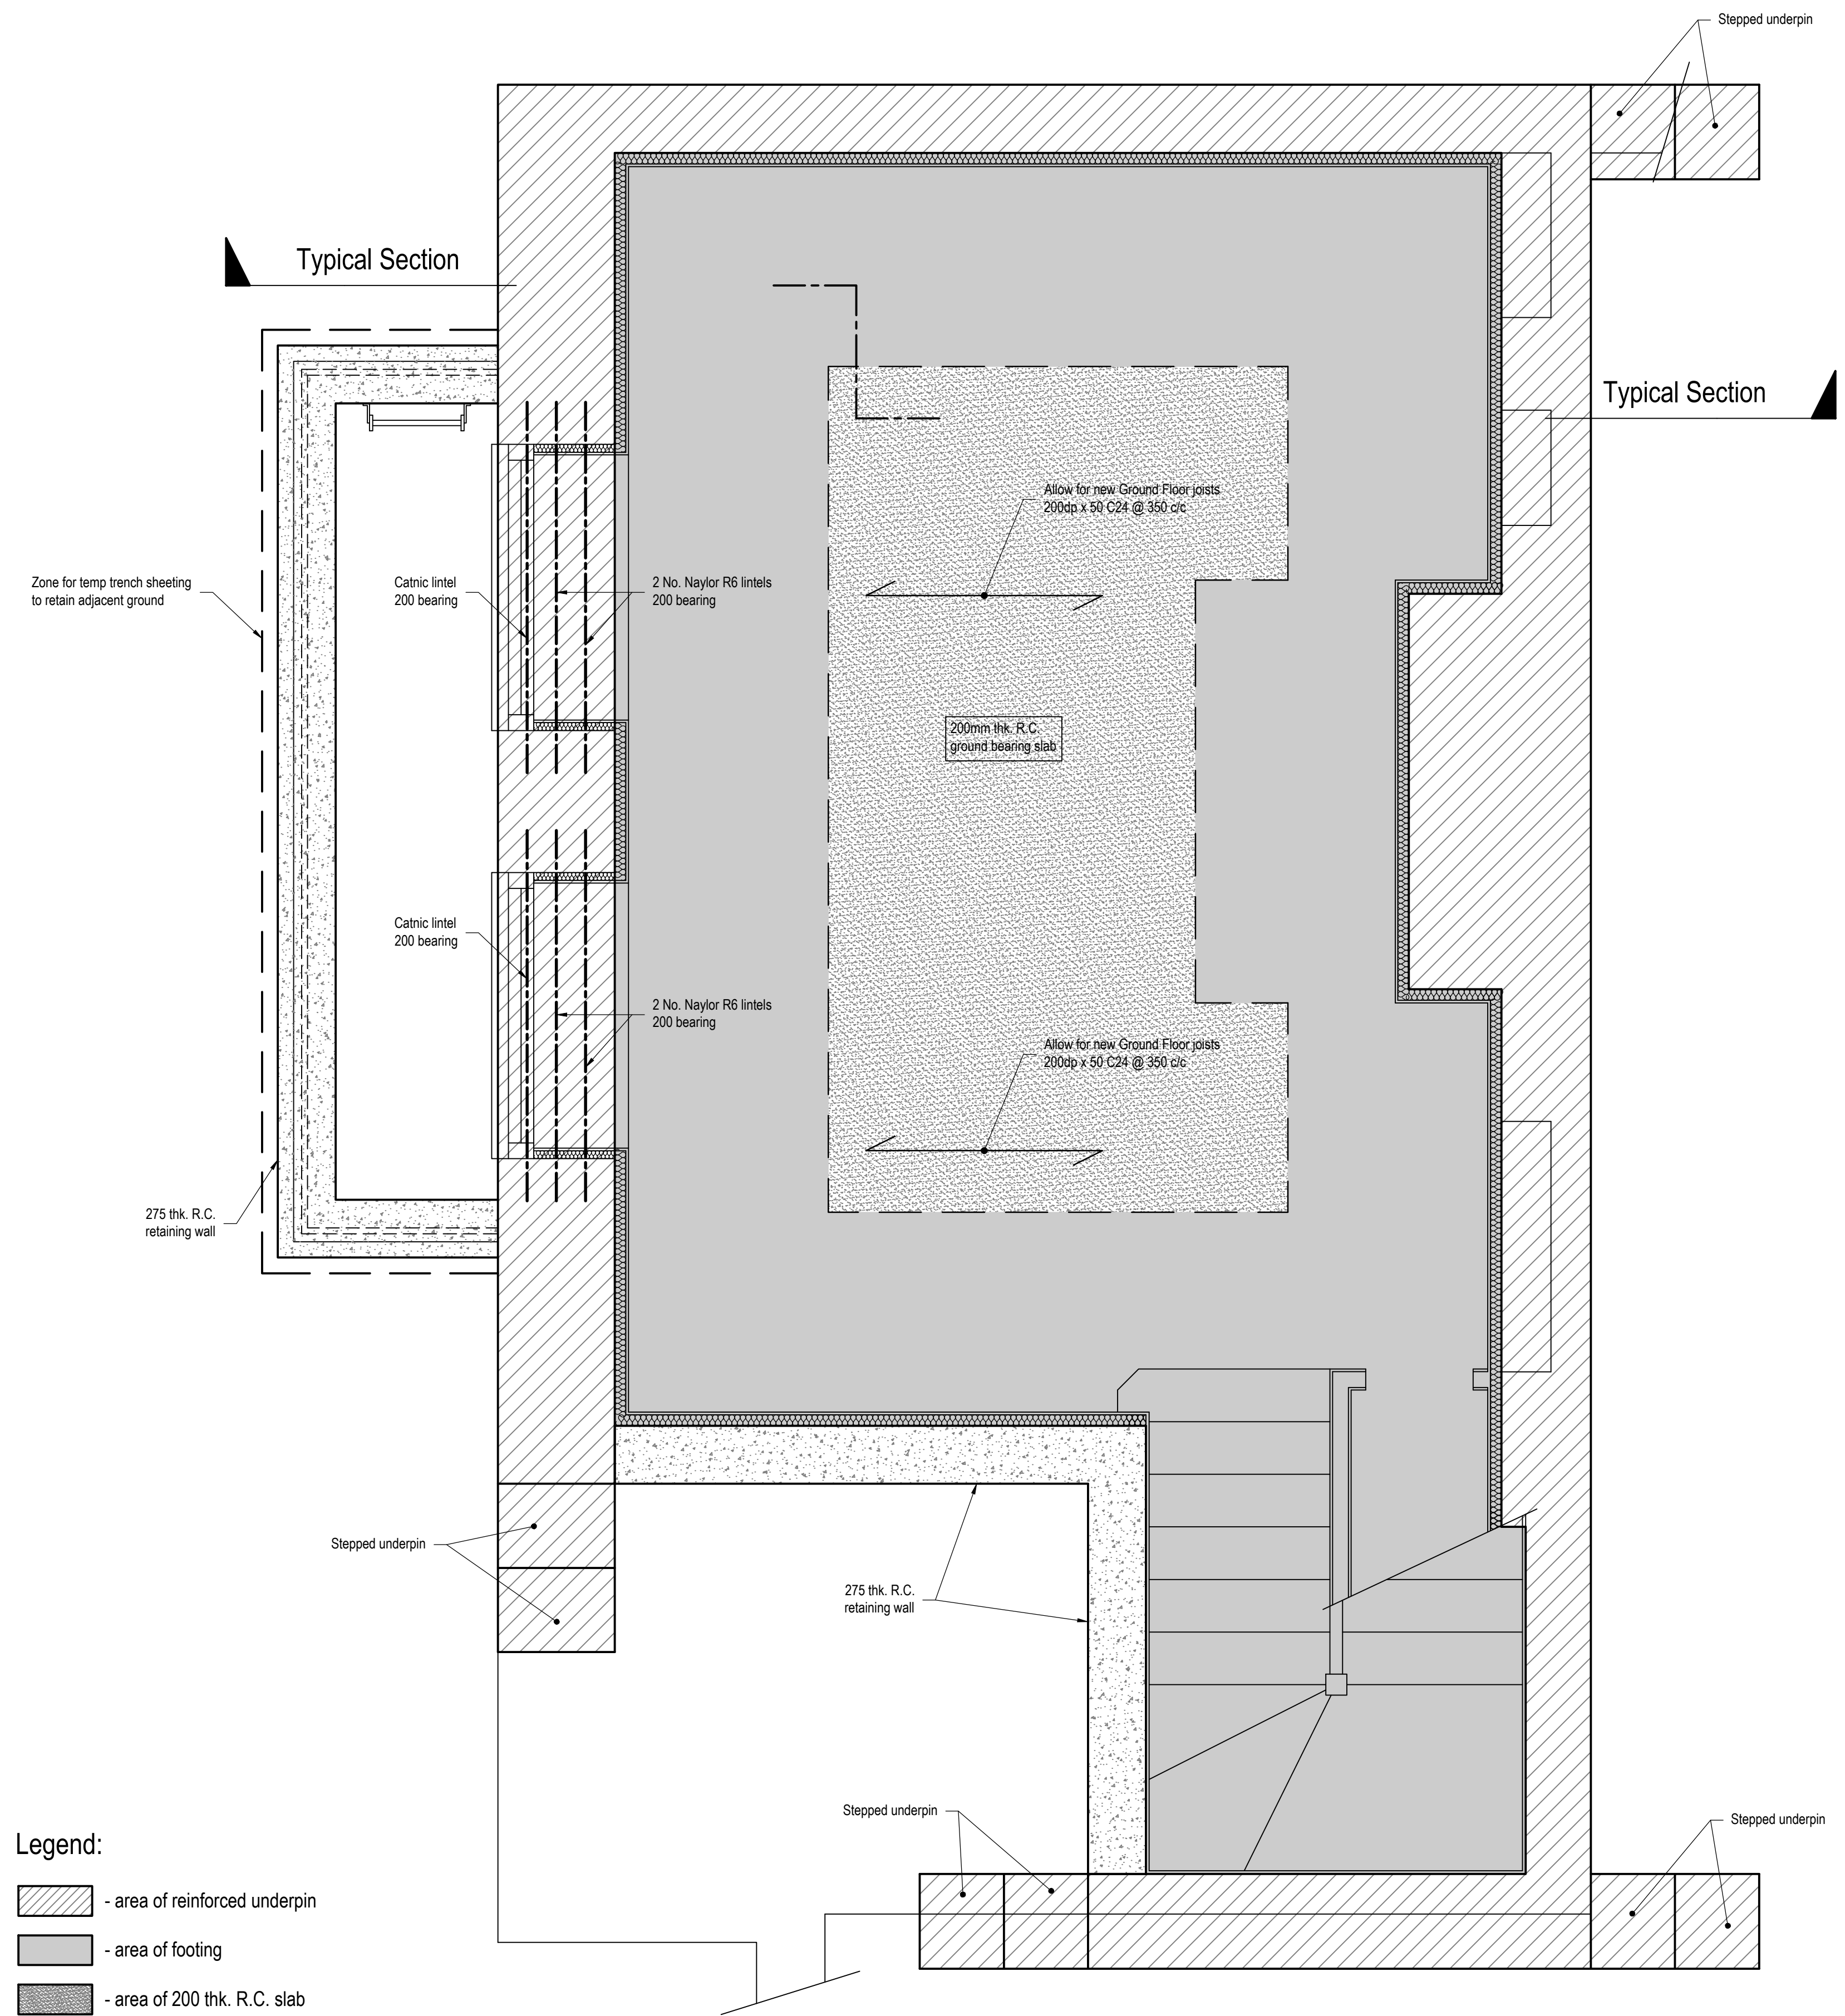 Stepped underpin
Typical Section
Typical Section
Allow for new Ground Floor joists
200dp x 50 C24 @ 350 c/c
Zone for temp trench sheeting
to retain adjacent ground
Catnic lintel
200 bearing
2 No. Naylor R6 lintels
200 bearing
200mm thk. R.C.
ground bearing slab
Catnic lintel
200 bearing
2 No. Naylor R6 lintels
200 bearing
Allow for new Ground Floor joists
200dp x 50 C24 @ 350 c/c
275 thk. R.C.
retaining wall
Stepped underpin
275 thk. R.C.
retaining wall
Stepped underpin
Stepped underpin
Legend:
- area of reinforced underpin
- area of footing
- area of 200 thk. R.C. slab